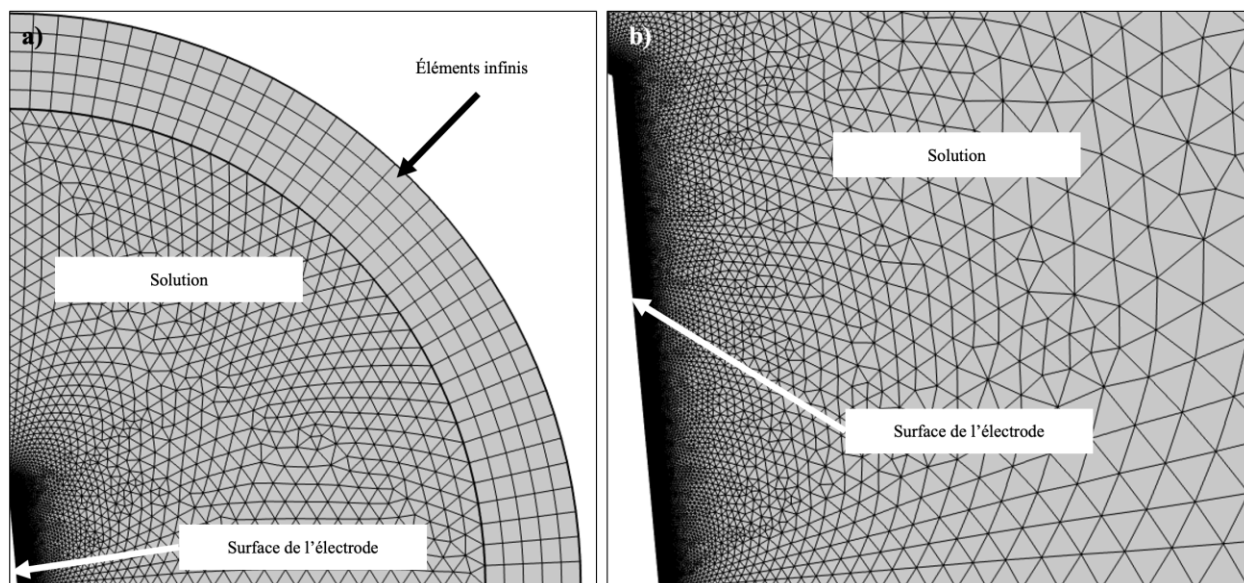 a)
Éléments infinis
Solution
Surface de l’électrode
b)
Solution
Surface de l’électrode